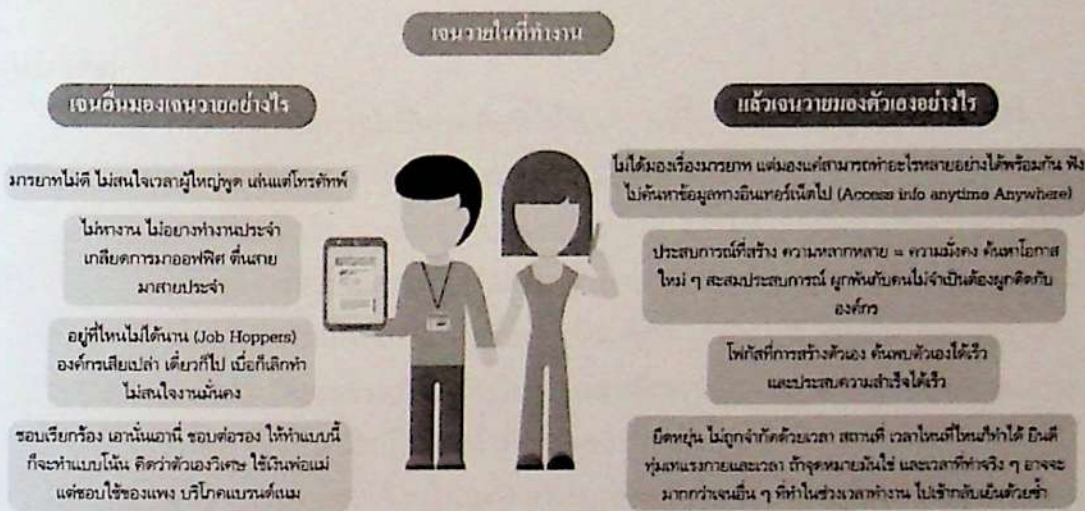 เจนวายในที่ทำงาน
เจนอื่นมองเจนวายอย่างไร
มารยาทไม่ดี ไม่สนใจเวลาผู้ใหญ่พูด เล่นแต่โทรศัพท์
ไม่หางาน ไม่อยากทำงานประจำ
เกลียดการมาออฟฟิศ ตื่นสาย
มาสายประจำ
อยู่ที่ไหนไม่ได้นาน (Job Hoppers)
องค์กรเสียเปล่า เดี๋ยวก็ไป เบื่อก็เลิกทำ
ไม่สนใจงานมั่นคง
ชอบเรียกร้อง เอานั่นเอานี่ ชอบต่อรอง ให้ทำแบบนี้
ก็จะทำแบบโน้น คิดว่าตัวเองวิเศษ ใช้เงินพ่อแม่
แต่ชอบใช้ของแพง บริโภคแบรนด์เนม
แล้วเจนวายมองตัวเองอย่างไร
ไม่ได้มองเรื่องมารยาท แต่มองแค่สามารถทำอะไรหลายอย่างได้พร้อมกัน ฟัง
ไปค้นหาข้อมูลทางอินเทอร์เน็ตไป (Access info anytime Anywhere)
ประสบการณ์ที่สร้าง ความหลากหลาย = ความมั่งคง ค้นหาโอกาส
ใหม่ ๆ สะสมประสบการณ์ ผูกพันกับคนไม่จำเป็นต้องผูกติดกับ
องค์กร
โฟกัสที่การสร้างตัวเอง ค้นพบตัวเองได้เร็ว
และประสบความสำเร็จได้เร็ว
ยืดหยุ่น ไม่ถูกจำกัดด้วยเวลา สถานที่ เวลาไหนที่ไหนก็ทำได้ ยินดี
ทุ่มเทแรงกายและเวลา ถ้าจุดหมายมันใช่ และเวลาที่ทำจริง ๆ อาจจะ
มากกว่าเจนอื่น ๆ ที่ทำในช่วงเวลาทำงาน ไปเช้ากลับเย็นด้วยซ้ำ